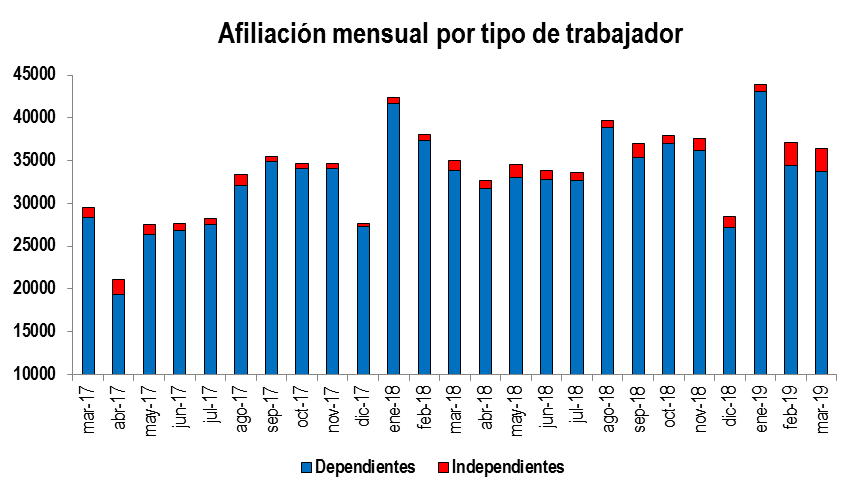 Afiliación mensual por tipo de trabajador
45000
40000
35000
30000
25000
20000
15000
10000
mar-17
abr-17
may-17
jun-17
jul-17
ago-17
sep-17
oct-17
nov-17
dic-17
ene-18
feb-18
mar-18
abr-18
may-18
jun-18
jul-18
ago-18
sep-18
oct-18
nov-18
dic-18
ene-19
feb-19
mar-19
Dependientes
Independientes